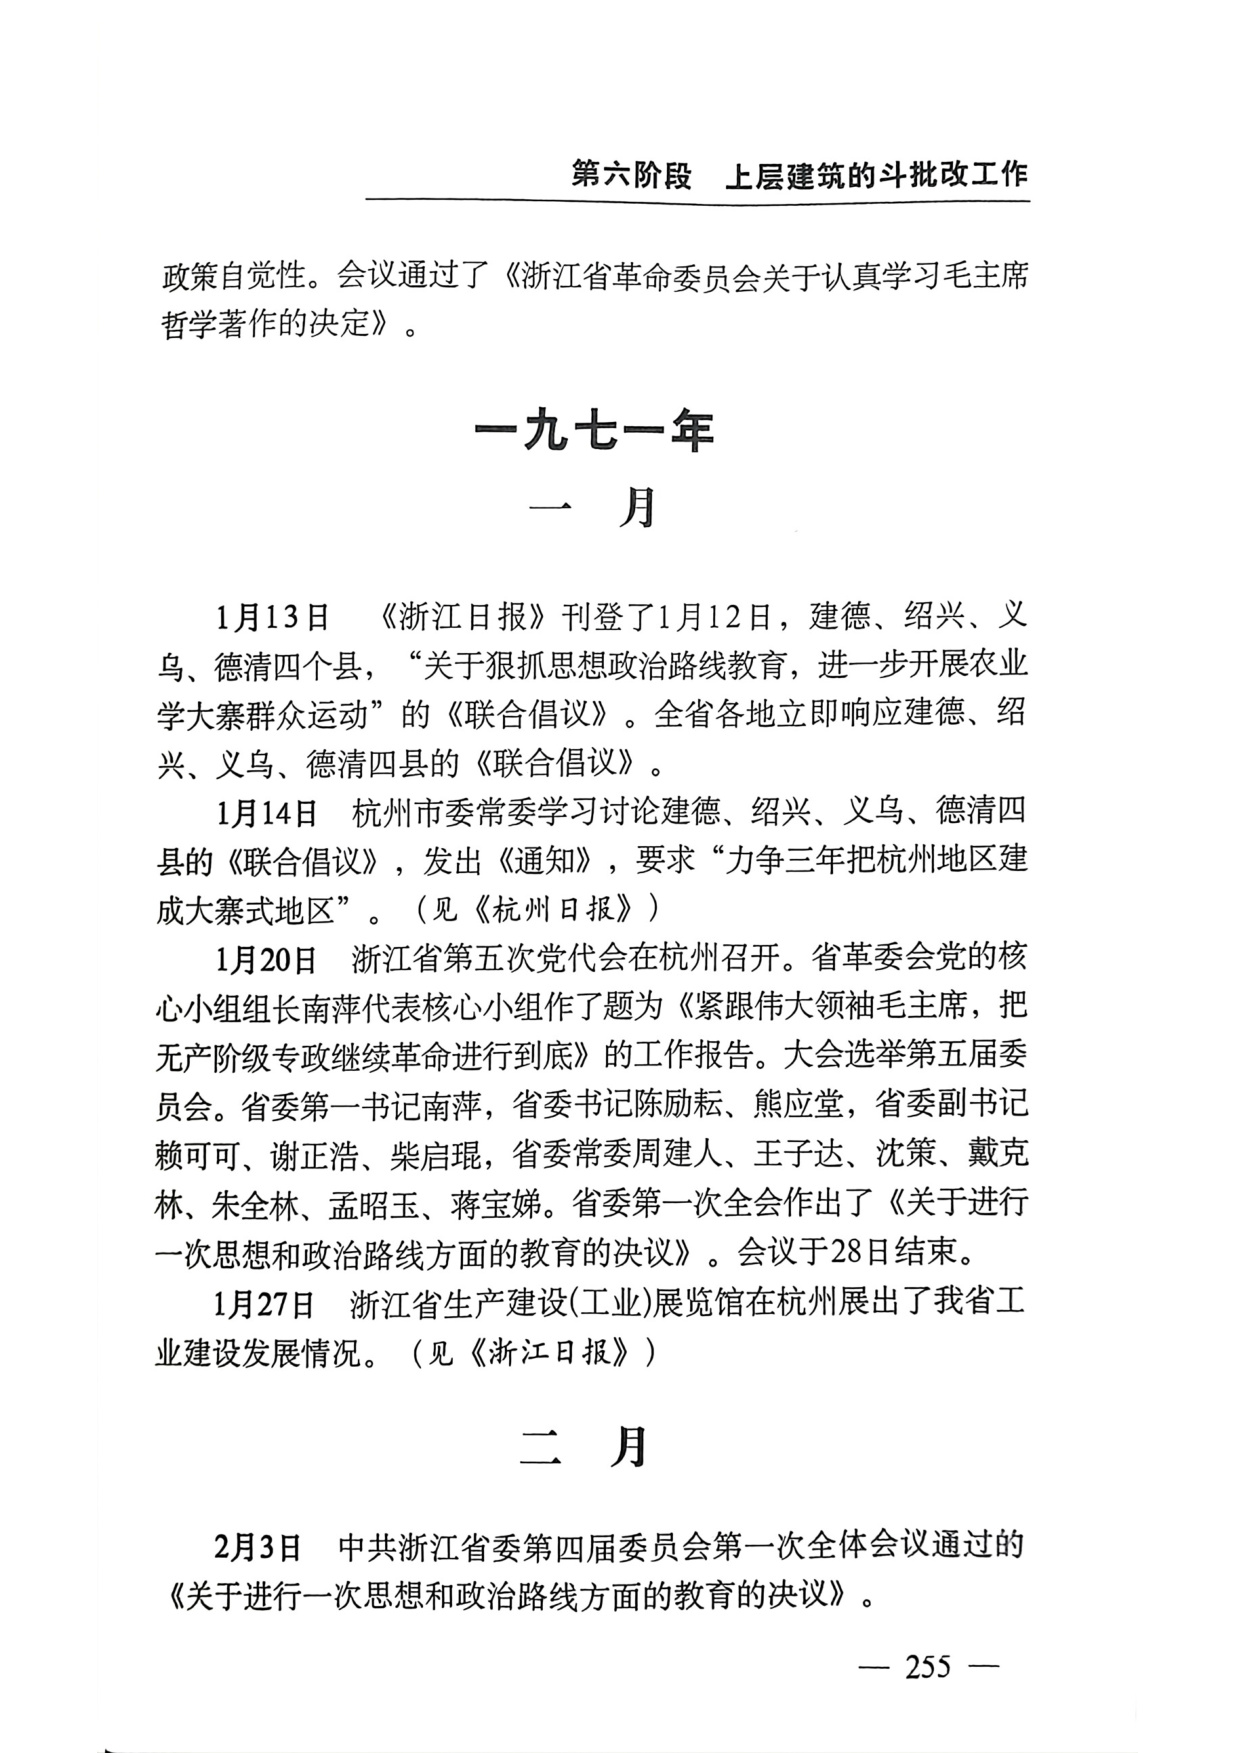 第六阶段　上层建筑的斗批改工作
政策自觉性。会议通过了《浙江省革命委员会关于认真学习毛主席
哲学著作的决定》。
一九七一年
一　月
1月13日　《浙江日报》刊登了1月12日，建德、绍兴、义
乌、德清四个县，“关于狠抓思想政治路线教育，进一步开展农业
学大寨群众运动”的《联合倡议》。全省各地立即响应建德、绍
兴、义乌、德清四县的《联合倡议》。
1月14日　杭州市委常委学习讨论建德、绍兴、义乌、德清四
县的《联合倡议》，发出《通知》，要求“力争三年把杭州地区建
成大寨式地区”。（见《杭州日报》）
1月20日　浙江省第五次党代会在杭州召开。省革委会党的核
心小组组长南萍代表核心小组作了题为《紧跟伟大领袖毛主席，把
无产阶级专政继续革命进行到底》的工作报告。大会选举第五届委
员会。省委第一书记南萍，省委书记陈励耘、熊应堂，省委副书记
赖可可、谢正浩、柴启琨，省委常委周建人、王子达、沈策、戴克
林、朱全林、孟昭玉、蒋宝娣。省委第一次全会作出了《关于进行
一次思想和政治路线方面的教育的决议》。会议于28日结束。
1月27日　浙江省生产建设(工业)展览馆在杭州展出了我省工
业建设发展情况。（见《浙江日报》）
二　月
2月3日　中共浙江省委第四届委员会第一次全体会议通过的
《关于进行一次思想和政治路线方面的教育的决议》。
— 255 —